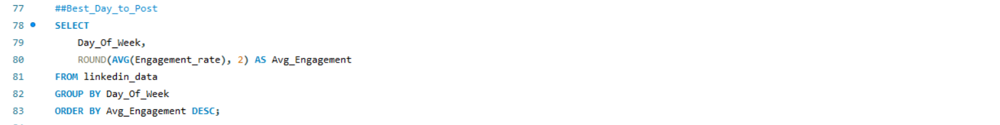 77 ##Best_Day_to_Post
78 SELECT
79 Day_Of_Week,
80 ROUND(AVG(Engagement_rate), 2) AS Avg_Engagement
81 FROM linkedin_data
82 GROUP BY Day_Of_Week
83 ORDER BY Avg_Engagement DESC;